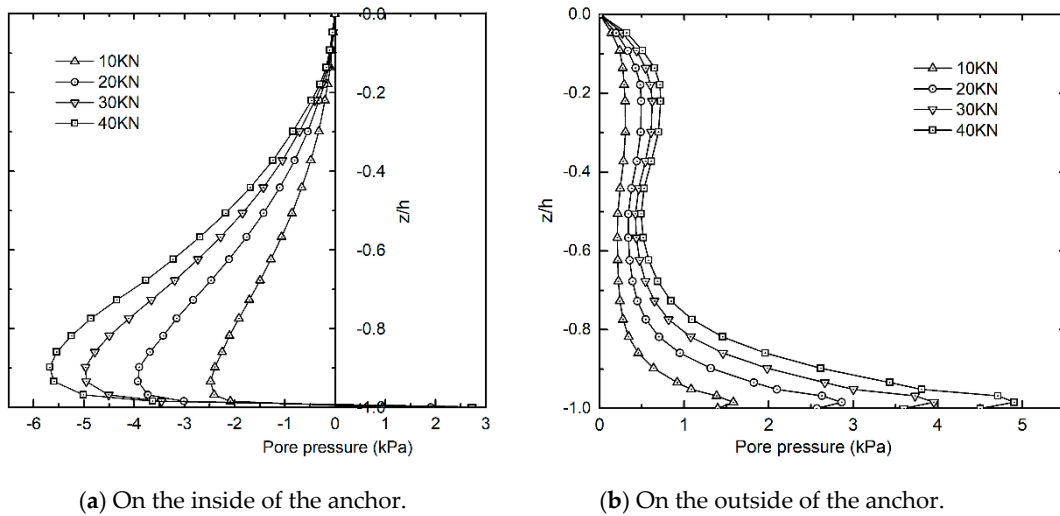 -0.0
10KN
20KN
30KN
40KN
-0.2
-0.4
z/h
-0.6
-0.8
-1.0
-6 -5 -4 -3 -2 -1 0 1 2 3
Pore pressure (kPa)
(a) On the inside of the anchor.
0.0
10KN
20KN
30KN
40KN
-0.2
-0.4
z/h
-0.6
-0.8
-1.0
0 1 2 3 4 5
Pore pressure (kPa)
(b) On the outside of the anchor.